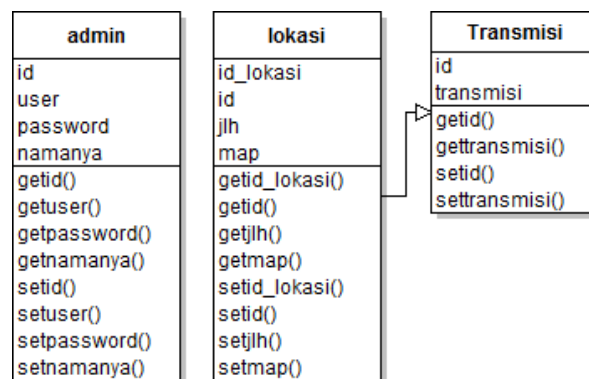 admin
id
user
password
namanya
getid()
getuser()
getpassword()
getnamanya()
setid()
setuser()
setpassword()
setnamanya()
lokasi
id_lokasi
id
jlh
map
getid_lokasi()
getid()
getjlh()
getmap()
setid_lokasi()
setid()
setjlh()
setmap()
Transmisi
id
transmisi
getid()
gettransmisi()
setid()
settransmisi()